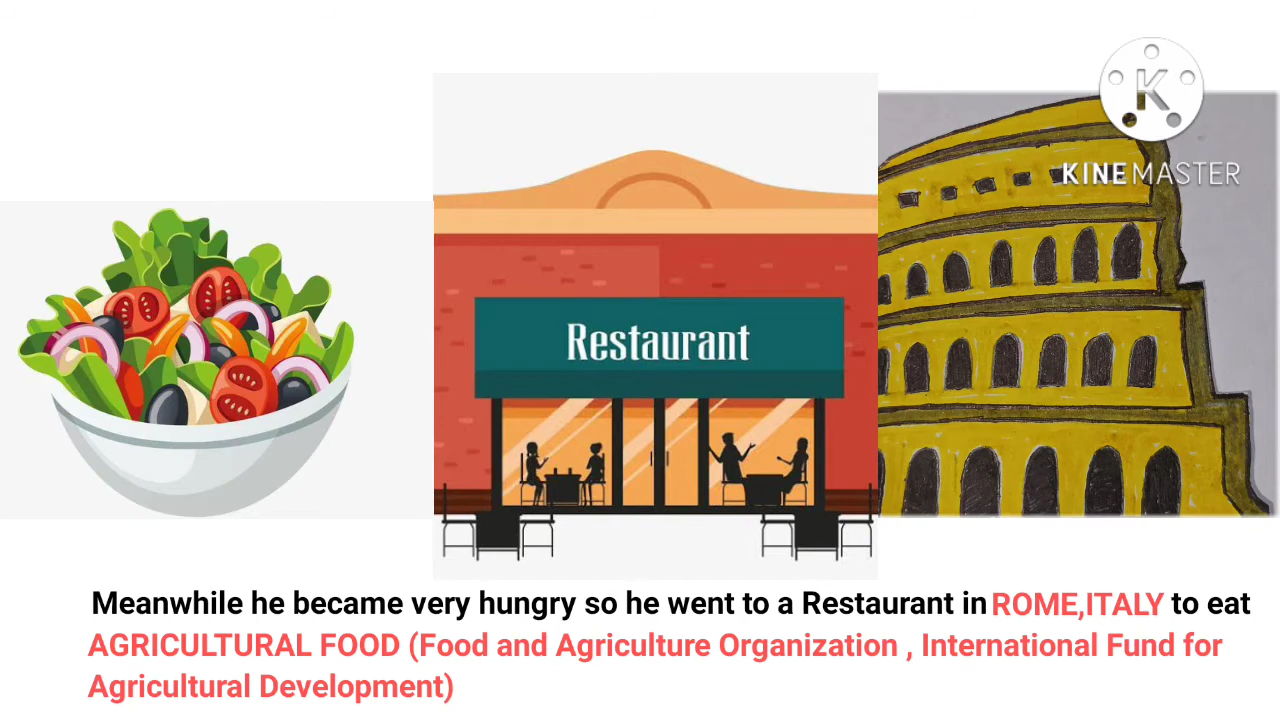 K
KINEMASTER
Restaurant
Meanwhile he became very hungry so he went to a Restaurant in ROME,ITALY to eat
AGRICULTURAL FOOD (Food and Agriculture Organization , International Fund for
Agricultural Development)